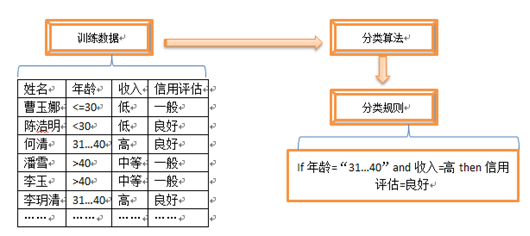 训练数据
分类算法
分类规则
姓名 年龄 收入 信用评估
曹玉娜 <=30 低 一般
陈浩明 <30 低 良好
何清 31…40 高 良好
潘雪 >40 中等 一般
李玉 >40 中等 一般
李玥清 31…40 高 良好
…… …… …… ……
If 年龄=“31…40” and 收入=高 then 信用
评估=良好